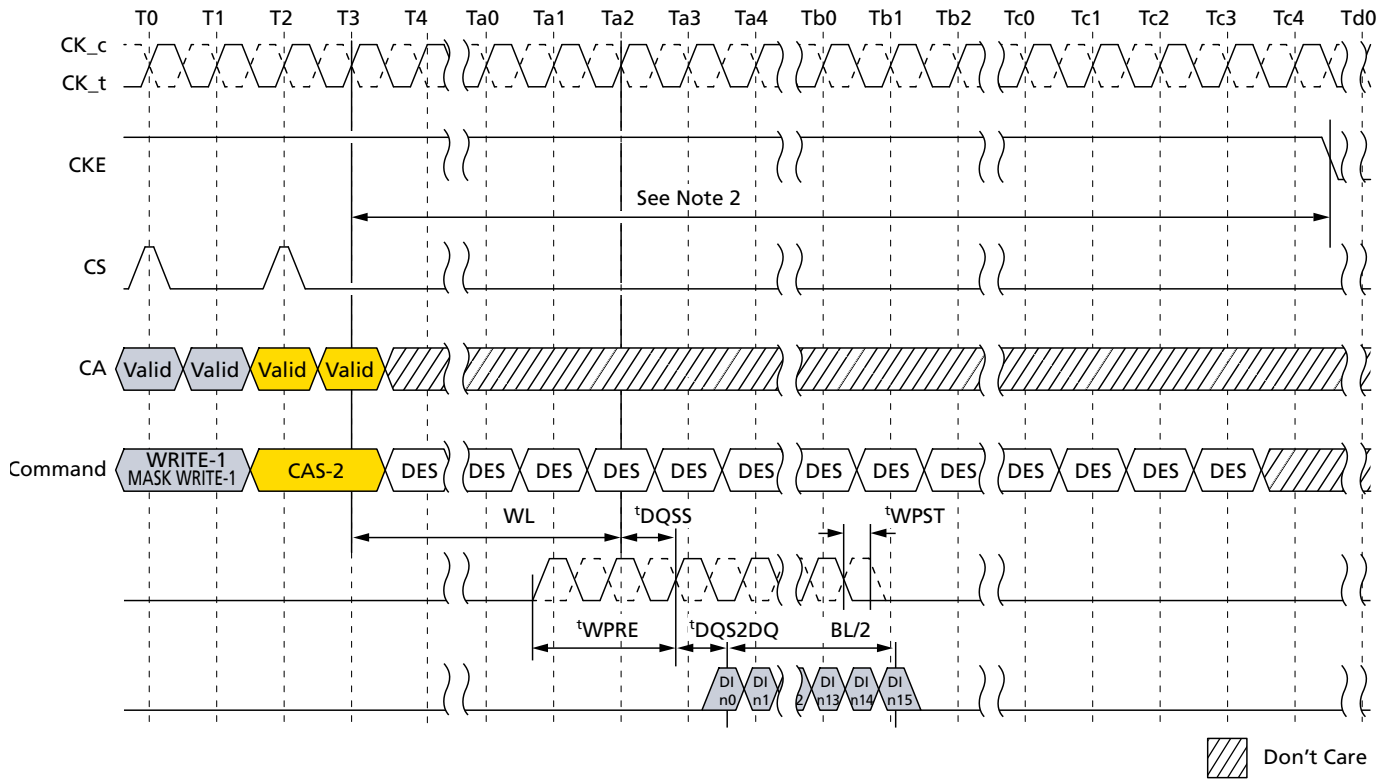 T0 T1 T2 T3 T4 Ta0 Ta1 Ta2 Ta3 Ta4 Tb0 Tb1 Tb2 Tc0 Tc1 Tc2 Tc3 Tc4 Td0
CK_c
CK_t
CKE
See Note 2
CS
CA Valid Valid Valid Valid
Command WRITE-1 MASK WRITE-1 CAS-2 DES DES DES DES DES DES DES DES DES DES DES DES DES
WL tDQSS tWPST
tWPRE tDQS2DQ BL/2
DI n0 DI n1 2 DI n13 DI n14 DI n15
Don't Care